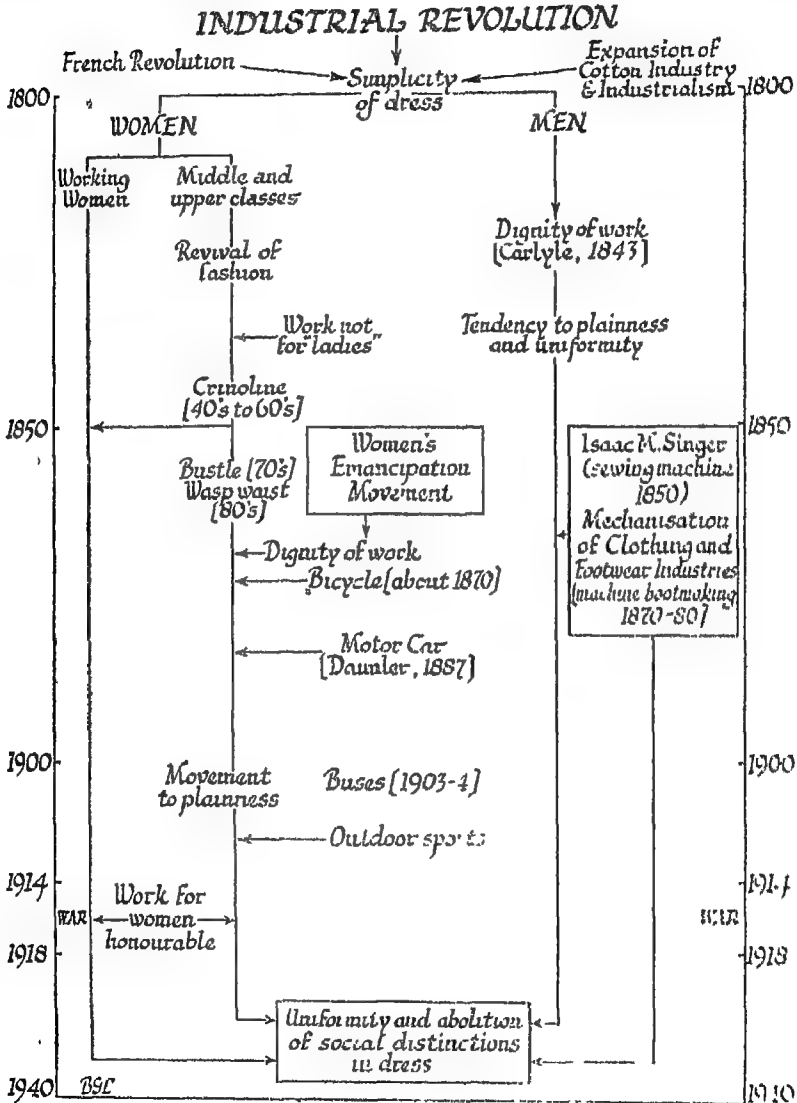 INDUSTRIAL REVOLUTION
French Revolution
Simplicity
of dress
Expansion of
Cotton Industry
& Industrialism
1800
1800
WOMEN
MEN
Working
Women
Middle and
upper classes
Revival of
fashion
Dignity of work
[Carlyle, 1843]
Work not
for "ladies"
Tendency to plainness
and uniformity
Crinoline
[40's to 60's]
1850
1850
Women's
Emancipation
Movement
Isaac M. Singer
(sewing machine
1850)
Mechanisation
of Clothing and
Footwear Industries
[machine bootmaking
1870-80]
Bustle [70's]
Wasp waist
[80's]
Dignity of work
Bicycle [about 1870]
Motor Car
[Daimler, 1887]
1900
1900
Movement
to plainness
Buses [1903-4]
Outdoor sports
1914
1914
Work for
women
honourable
WAR
WAR
1918
1918
Uniformity and abolition
of social distinctions
in dress
1940
BGL
1940